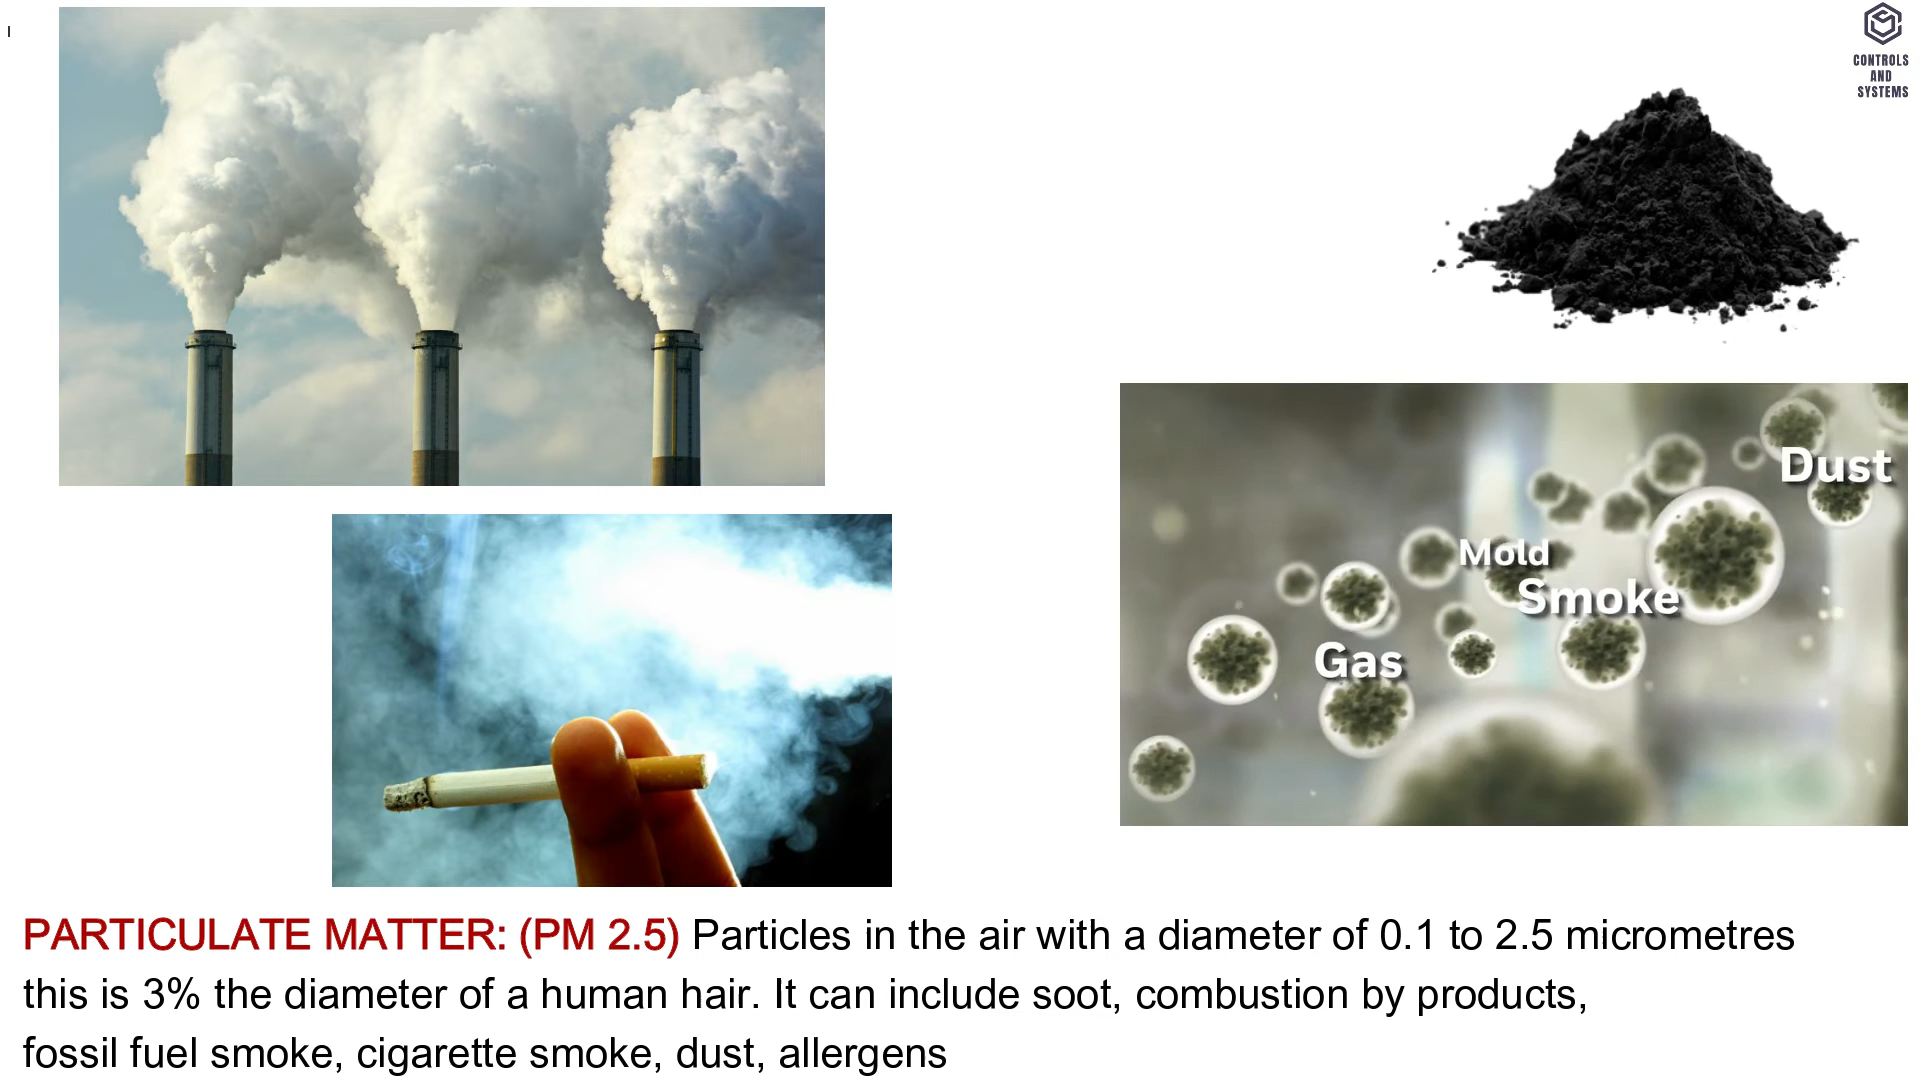 CONTROLS
AND
SYSTEMS
Dust
Mold
Smoke
Gas
PARTICULATE MATTER: (PM 2.5) Particles in the air with a diameter of 0.1 to 2.5 micrometres
this is 3% the diameter of a human hair. It can include soot, combustion by products,
fossil fuel smoke, cigarette smoke, dust, allergens